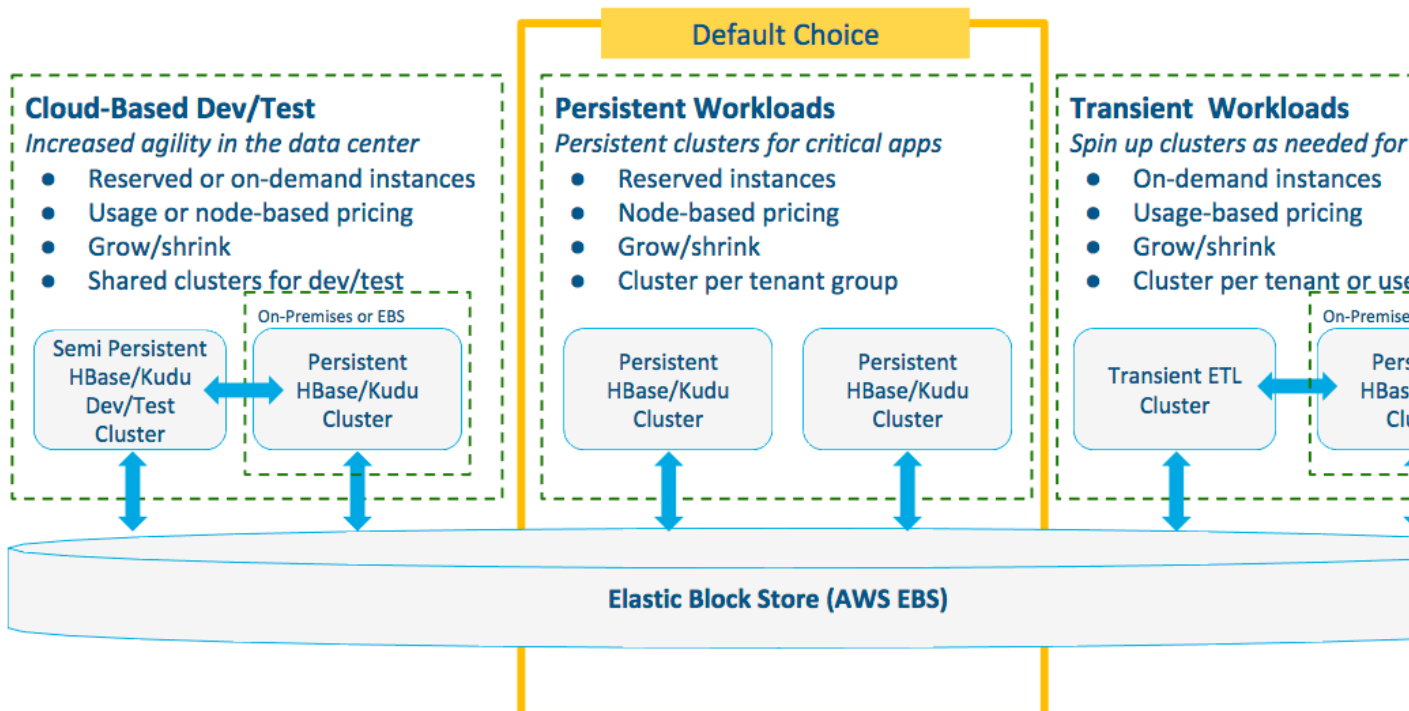 Default Choice
Cloud-Based Dev/Test
Increased agility in the data center
● Reserved or on-demand instances
● Usage or node-based pricing
● Grow/shrink
● Shared clusters for dev/test
On-Premises or EBS
Semi Persistent
HBase/Kudu
Dev/Test
Cluster
Persistent
HBase/Kudu
Cluster
Persistent Workloads
Persistent clusters for critical apps
● Reserved instances
● Node-based pricing
● Grow/shrink
● Cluster per tenant group
Persistent
HBase/Kudu
Cluster
Persistent
HBase/Kudu
Cluster
Transient Workloads
Spin up clusters as needed for
● On-demand instances
● Usage-based pricing
● Grow/shrink
● Cluster per tenant or
Transient ETL
Cluster
Elastic Block Store (AWS EBS)